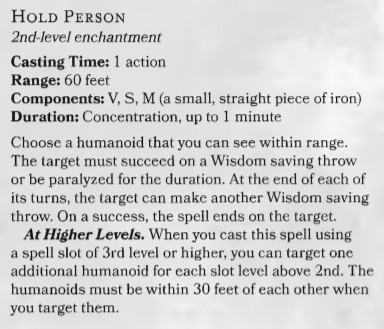 HOLD PERSON
2nd-level enchantment
Casting Time: 1 action
Range: 60 feet
Components: V, S, M (a small, straight piece of iron)
Duration: Concentration, up to 1 minute
Choose a humanoid that you can see within range.
The target must succeed on a Wisdom saving throw
or be paralyzed for the duration. At the end of each of
its turns, the target can make another Wisdom saving
throw. On a success, the spell ends on the target.
At Higher Levels. When you cast this spell using
a spell slot of 3rd level or higher, you can target one
additional humanoid for each slot level above 2nd. The
humanoids must be within 30 feet of each other when
you target them.